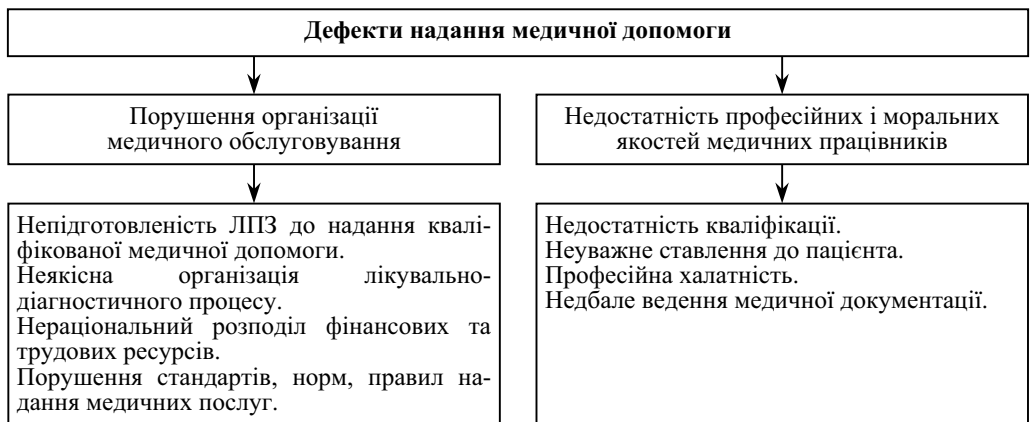 Дефекти надання медичної допомоги
Порушення організації
медичного обслуговування
Недостатність професійних і моральних
якостей медичних працівників
Непідготовленість ЛПЗ до надання квалі-
фікованої медичної допомоги.
Неякісна організація лікувально-
діагностичного процесу.
Нераціональний розподіл фінансових та
трудових ресурсів.
Порушення стандартів, норм, правил на-
дання медичних послуг.
Недостатність кваліфікації.
Неуважне ставлення до пацієнта.
Професійна халатність.
Недбале ведення медичної документації.